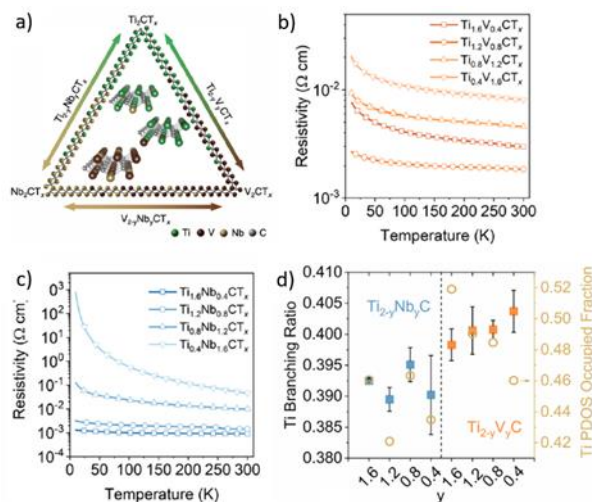 a)
Ti₂CTₓ
Ti₂₋ᵧNbᵧCTₓ
Ti₂₋ᵧVᵧCTₓ
Nb₂CTₓ
V₂CTₓ
V₂₋ᵧNbᵧCTₓ
Ti V Nb C
b)
Resistivity (Ω cm)
10⁻²
10⁻³
Ti₁.₆V₀.₄CTₓ
Ti₁.₂V₀.₈CTₓ
Ti₀.₈V₁.₂CTₓ
Ti₀.₄V₁.₆CTₓ
0 50 100 150 200 250 300
Temperature (K)
c)
Resistivity (Ω cm)
10³
10²
10¹
10⁰
10⁻¹
10⁻²
10⁻³
10⁻⁴
Ti₁.₆Nb₀.₄CTₓ
Ti₁.₂Nb₀.₈CTₓ
Ti₀.₈Nb₁.₂CTₓ
Ti₀.₄Nb₁.₆CTₓ
0 50 100 150 200 250 300
Temperature (K)
d)
Ti Branching Ratio
0.410
0.405
0.400
0.395
0.390
0.385
0.380
Ti₂₋ᵧNbᵧC
Ti₂₋ᵧVᵧC
0.52
0.50
0.48
0.46
0.44
0.42
Ti PDOS Occupied Fraction
1.6 1.2 0.8 0.4 1.6 1.2 0.8 0.4
y